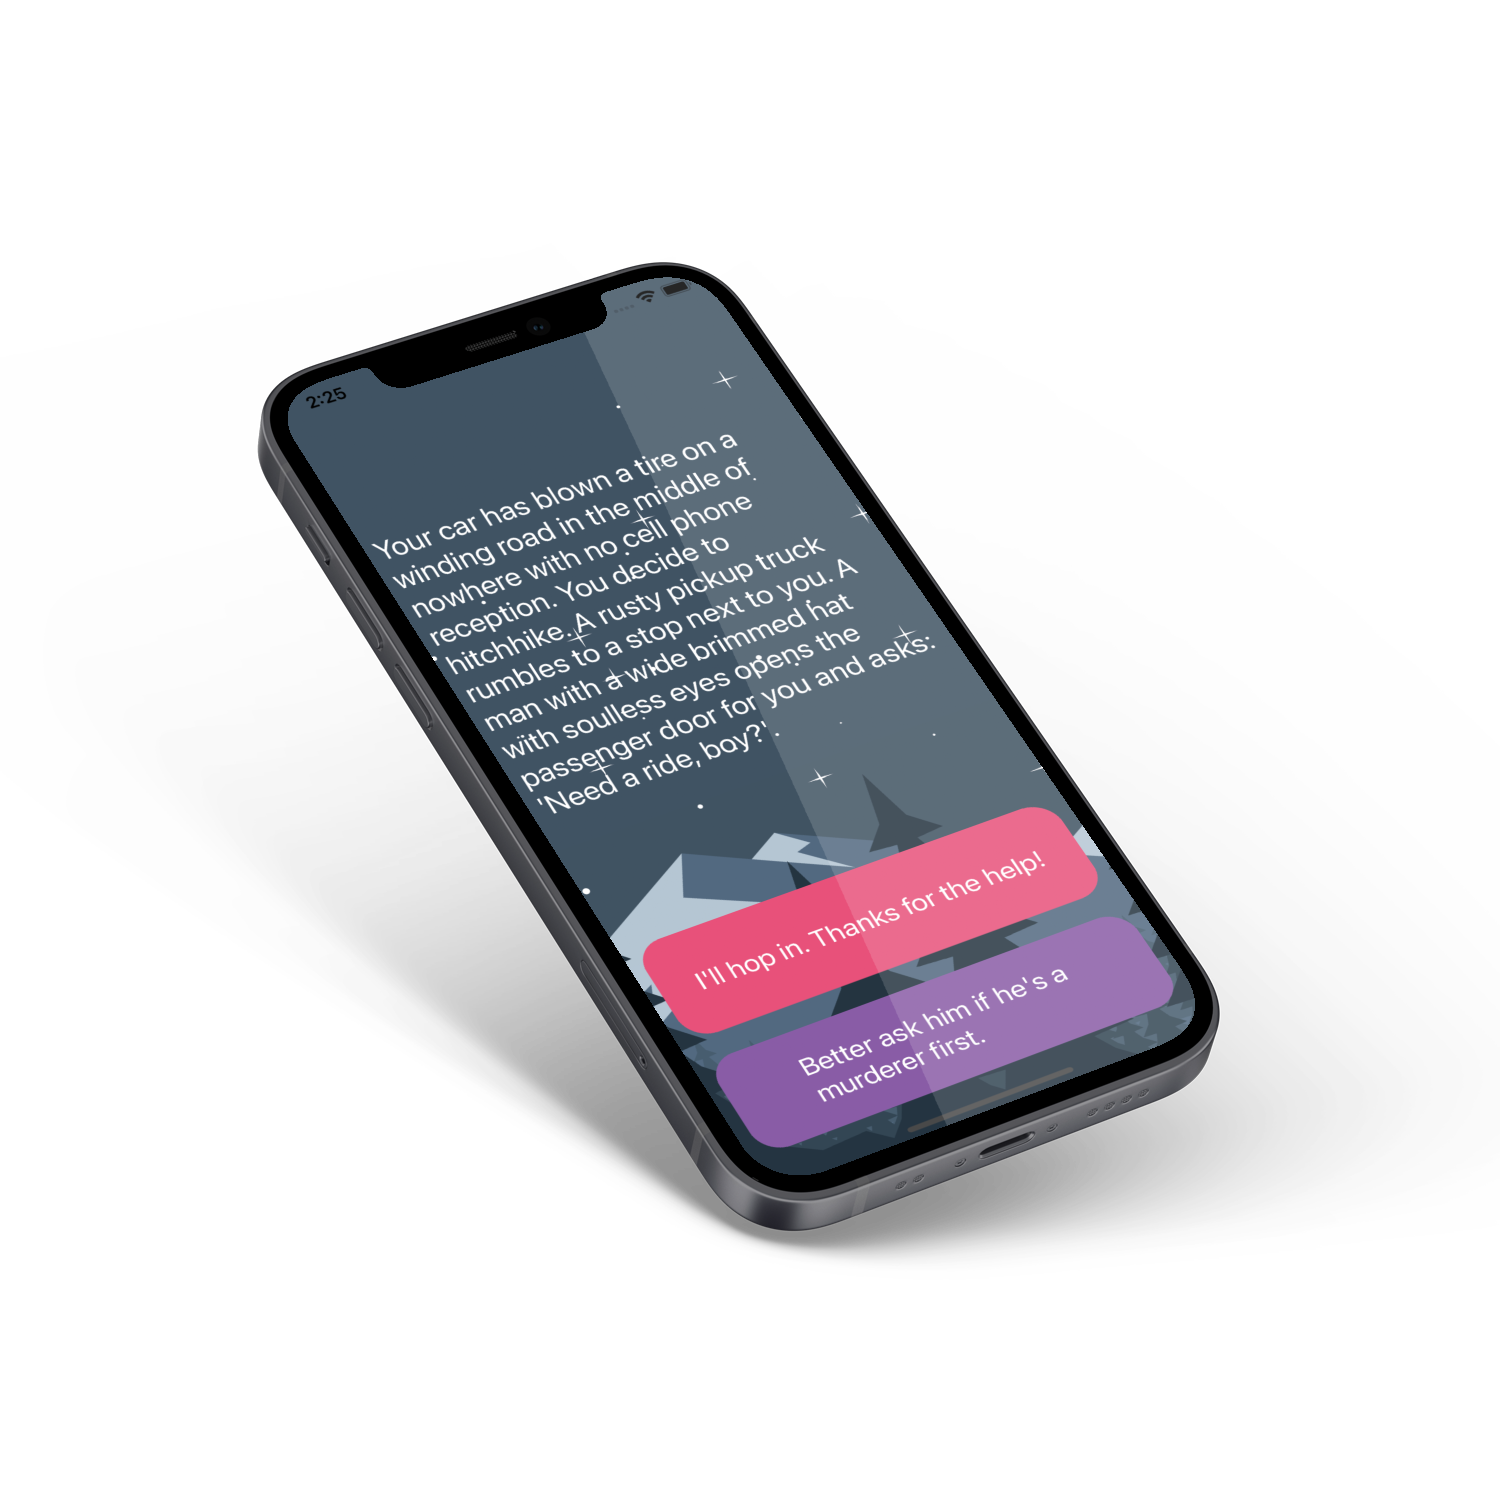 2:25
Your car has blown a tire on a
winding road in the middle of
nowhere with no cell phone
reception. You decide to
hitchhike. A rusty pickup truck
rumbles to a stop next to you. A
man with a wide brimmed hat
with soulless eyes opens the
passenger door for you and asks:
'Need a ride, boy?'
I'll hop in. Thanks for the help!
Better ask him if he's a
murderer first.